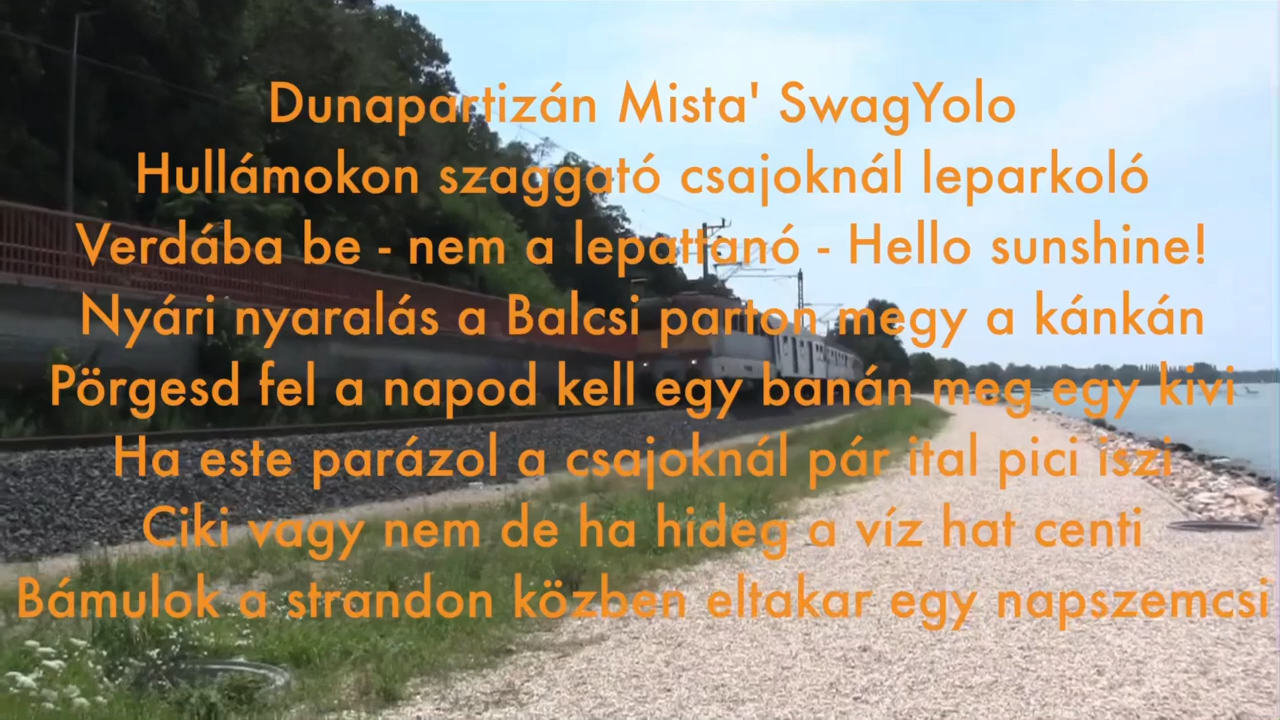 Dunapartizán Mista' SwagYolo
Hullámokon szaggató csajoknál leparkoló
Verdába be - nem a lepattanó - Hello sunshine!
Nyári nyaralás a Balcsi parton megy a kánkán
Pörgesd fel a napod kell egy banán meg egy kivi
Ha este parázol a csajoknál pár ital pici iszi
Ciki vagy nem de ha hideg a víz hat centi
Bámulok a strandon közben eltakar egy napszemcsi